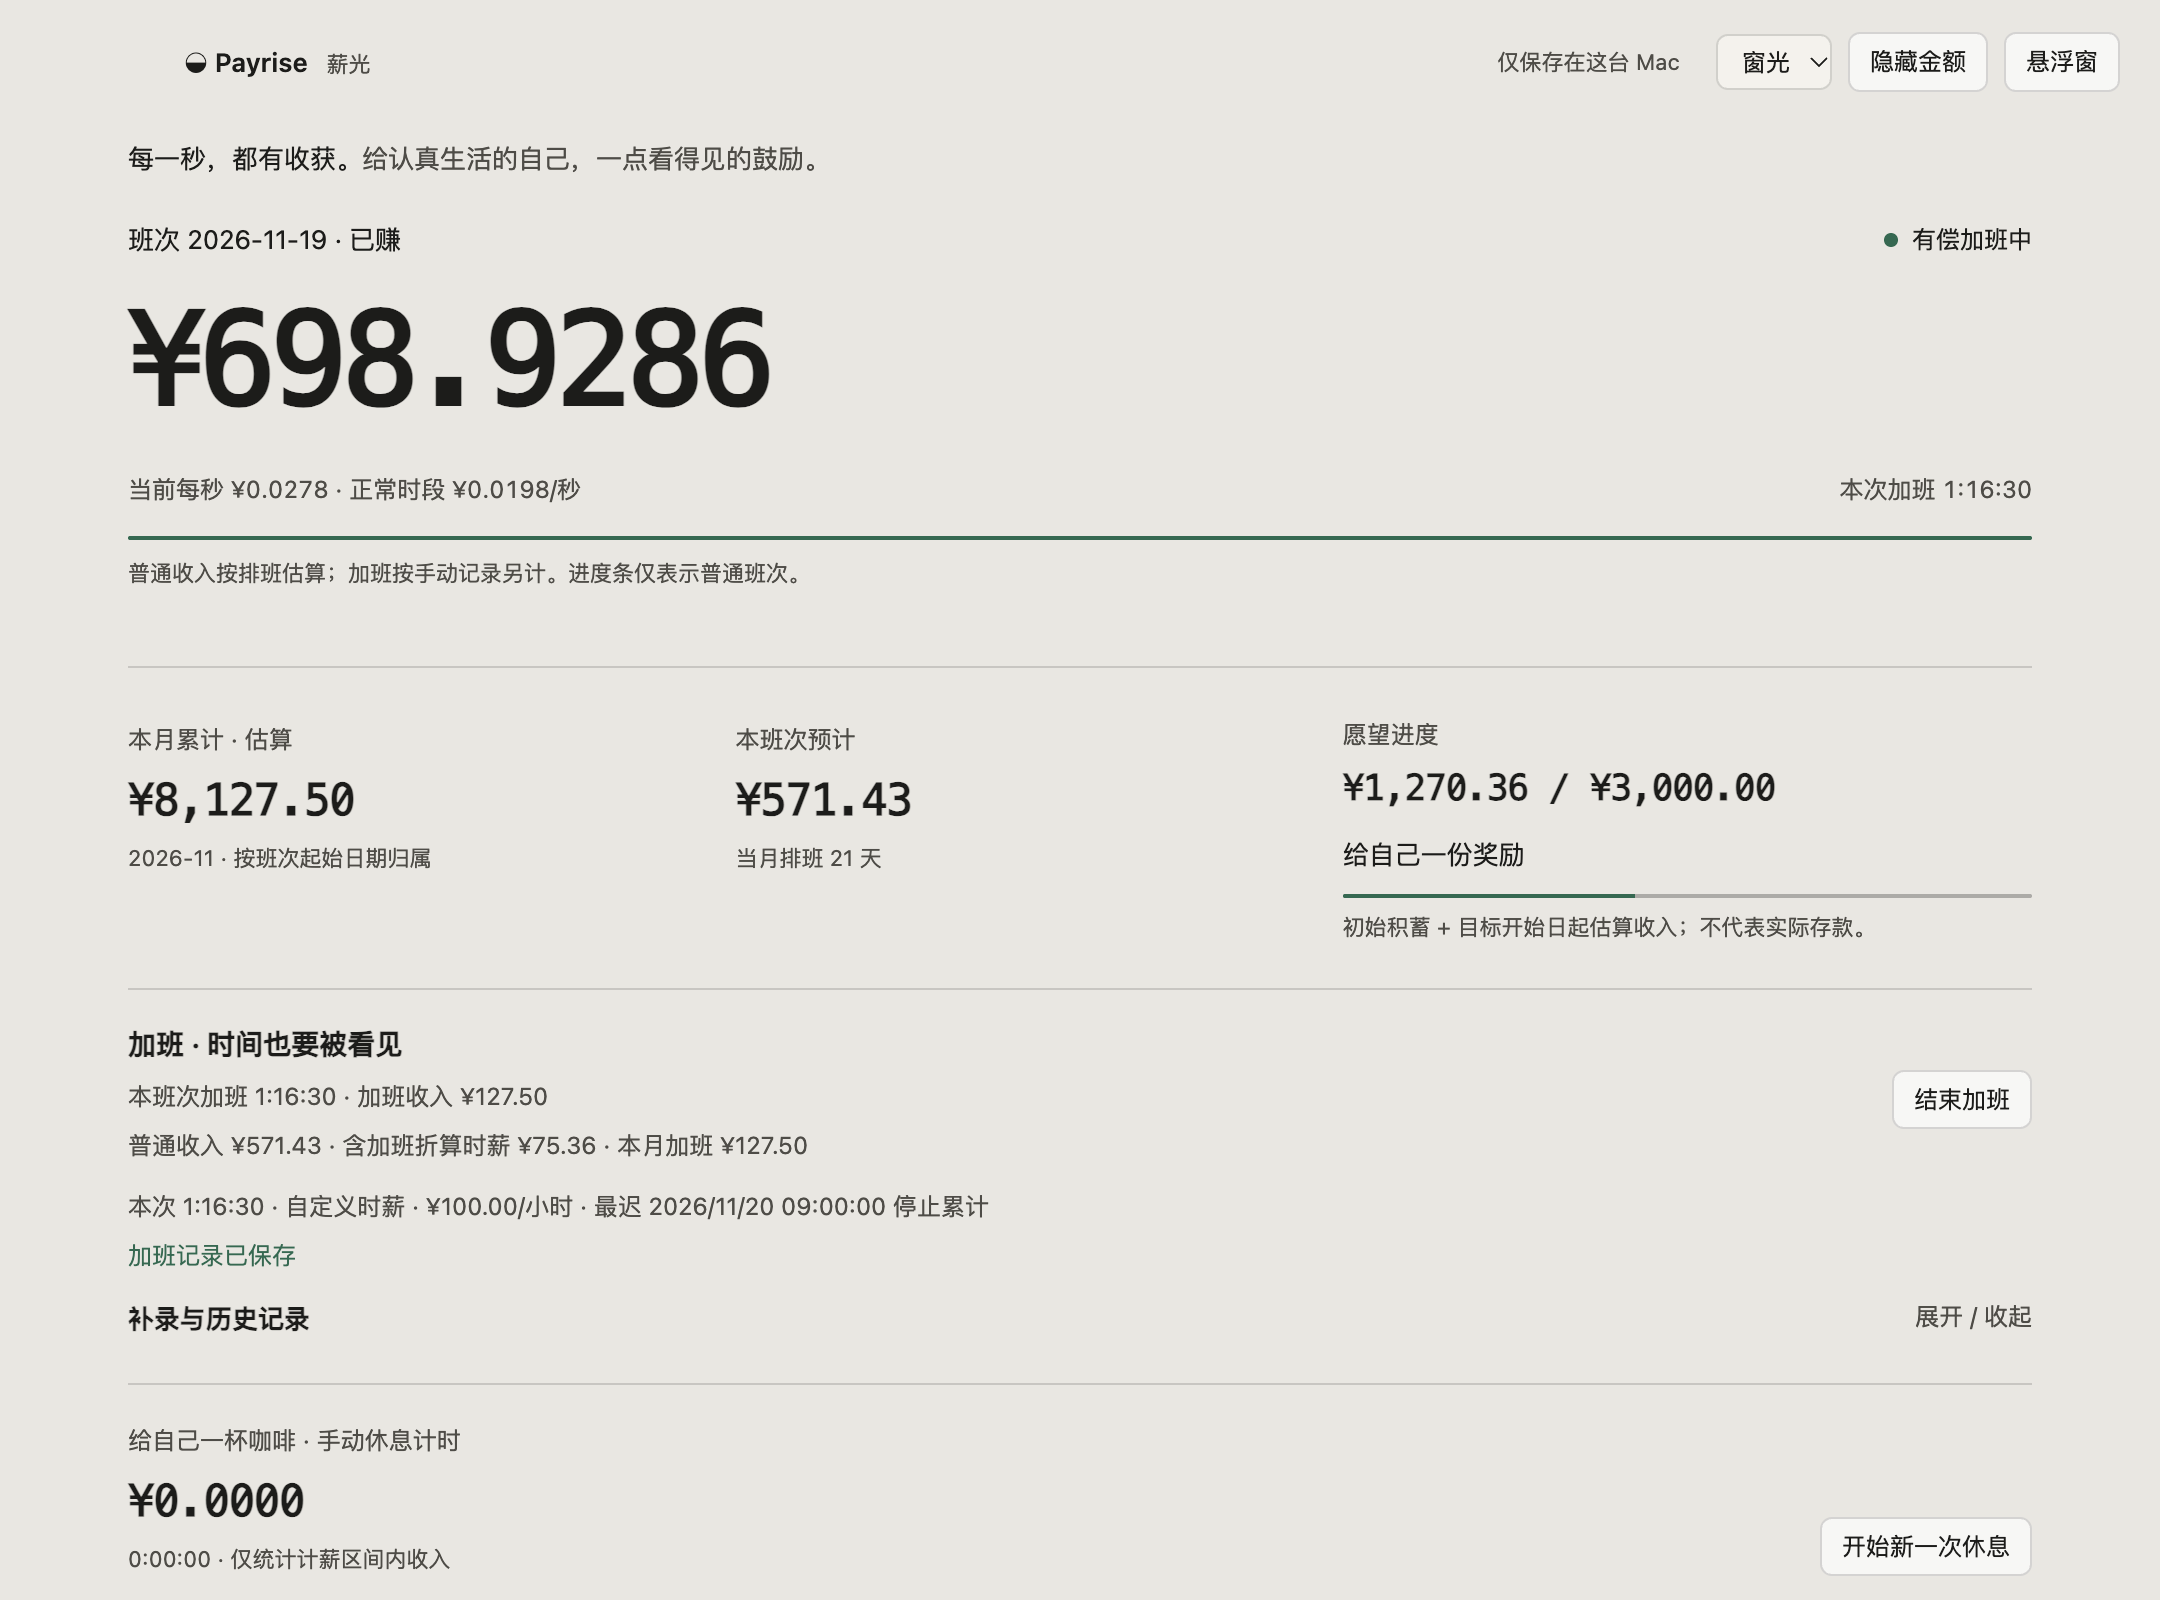 Payrise 薪光
仅保存在这台 Mac
窗光
隐藏金额
悬浮窗
每一秒，都有收获。给认真生活的自己，一点看得见的鼓励。
班次 2026-11-19 · 已赚
有偿加班中
¥698.9286
当前每秒 ¥0.0278 · 正常时段 ¥0.0198/秒
本次加班 1:16:30
普通收入按排班估算；加班按手动记录另计。进度条仅表示普通班次。
本月累计 · 估算
¥8,127.50
2026-11 · 按班次起始日期归属
本班次预计
¥571.43
当月排班 21 天
愿望进度
¥1,270.36 / ¥3,000.00
给自己一份奖励
初始积蓄 + 目标开始日起估算收入；不代表实际存款。
加班 · 时间也要被看见
本班次加班 1:16:30 · 加班收入 ¥127.50
普通收入 ¥571.43 · 含加班折算时薪 ¥75.36 · 本月加班 ¥127.50
结束加班
本次 1:16:30 · 自定义时薪 · ¥100.00/小时 · 最迟 2026/11/20 09:00:00 停止累计
加班记录已保存
补录与历史记录
展开 / 收起
给自己一杯咖啡 · 手动休息计时
¥0.0000
0:00:00 · 仅统计计薪区间内收入
开始新一次休息